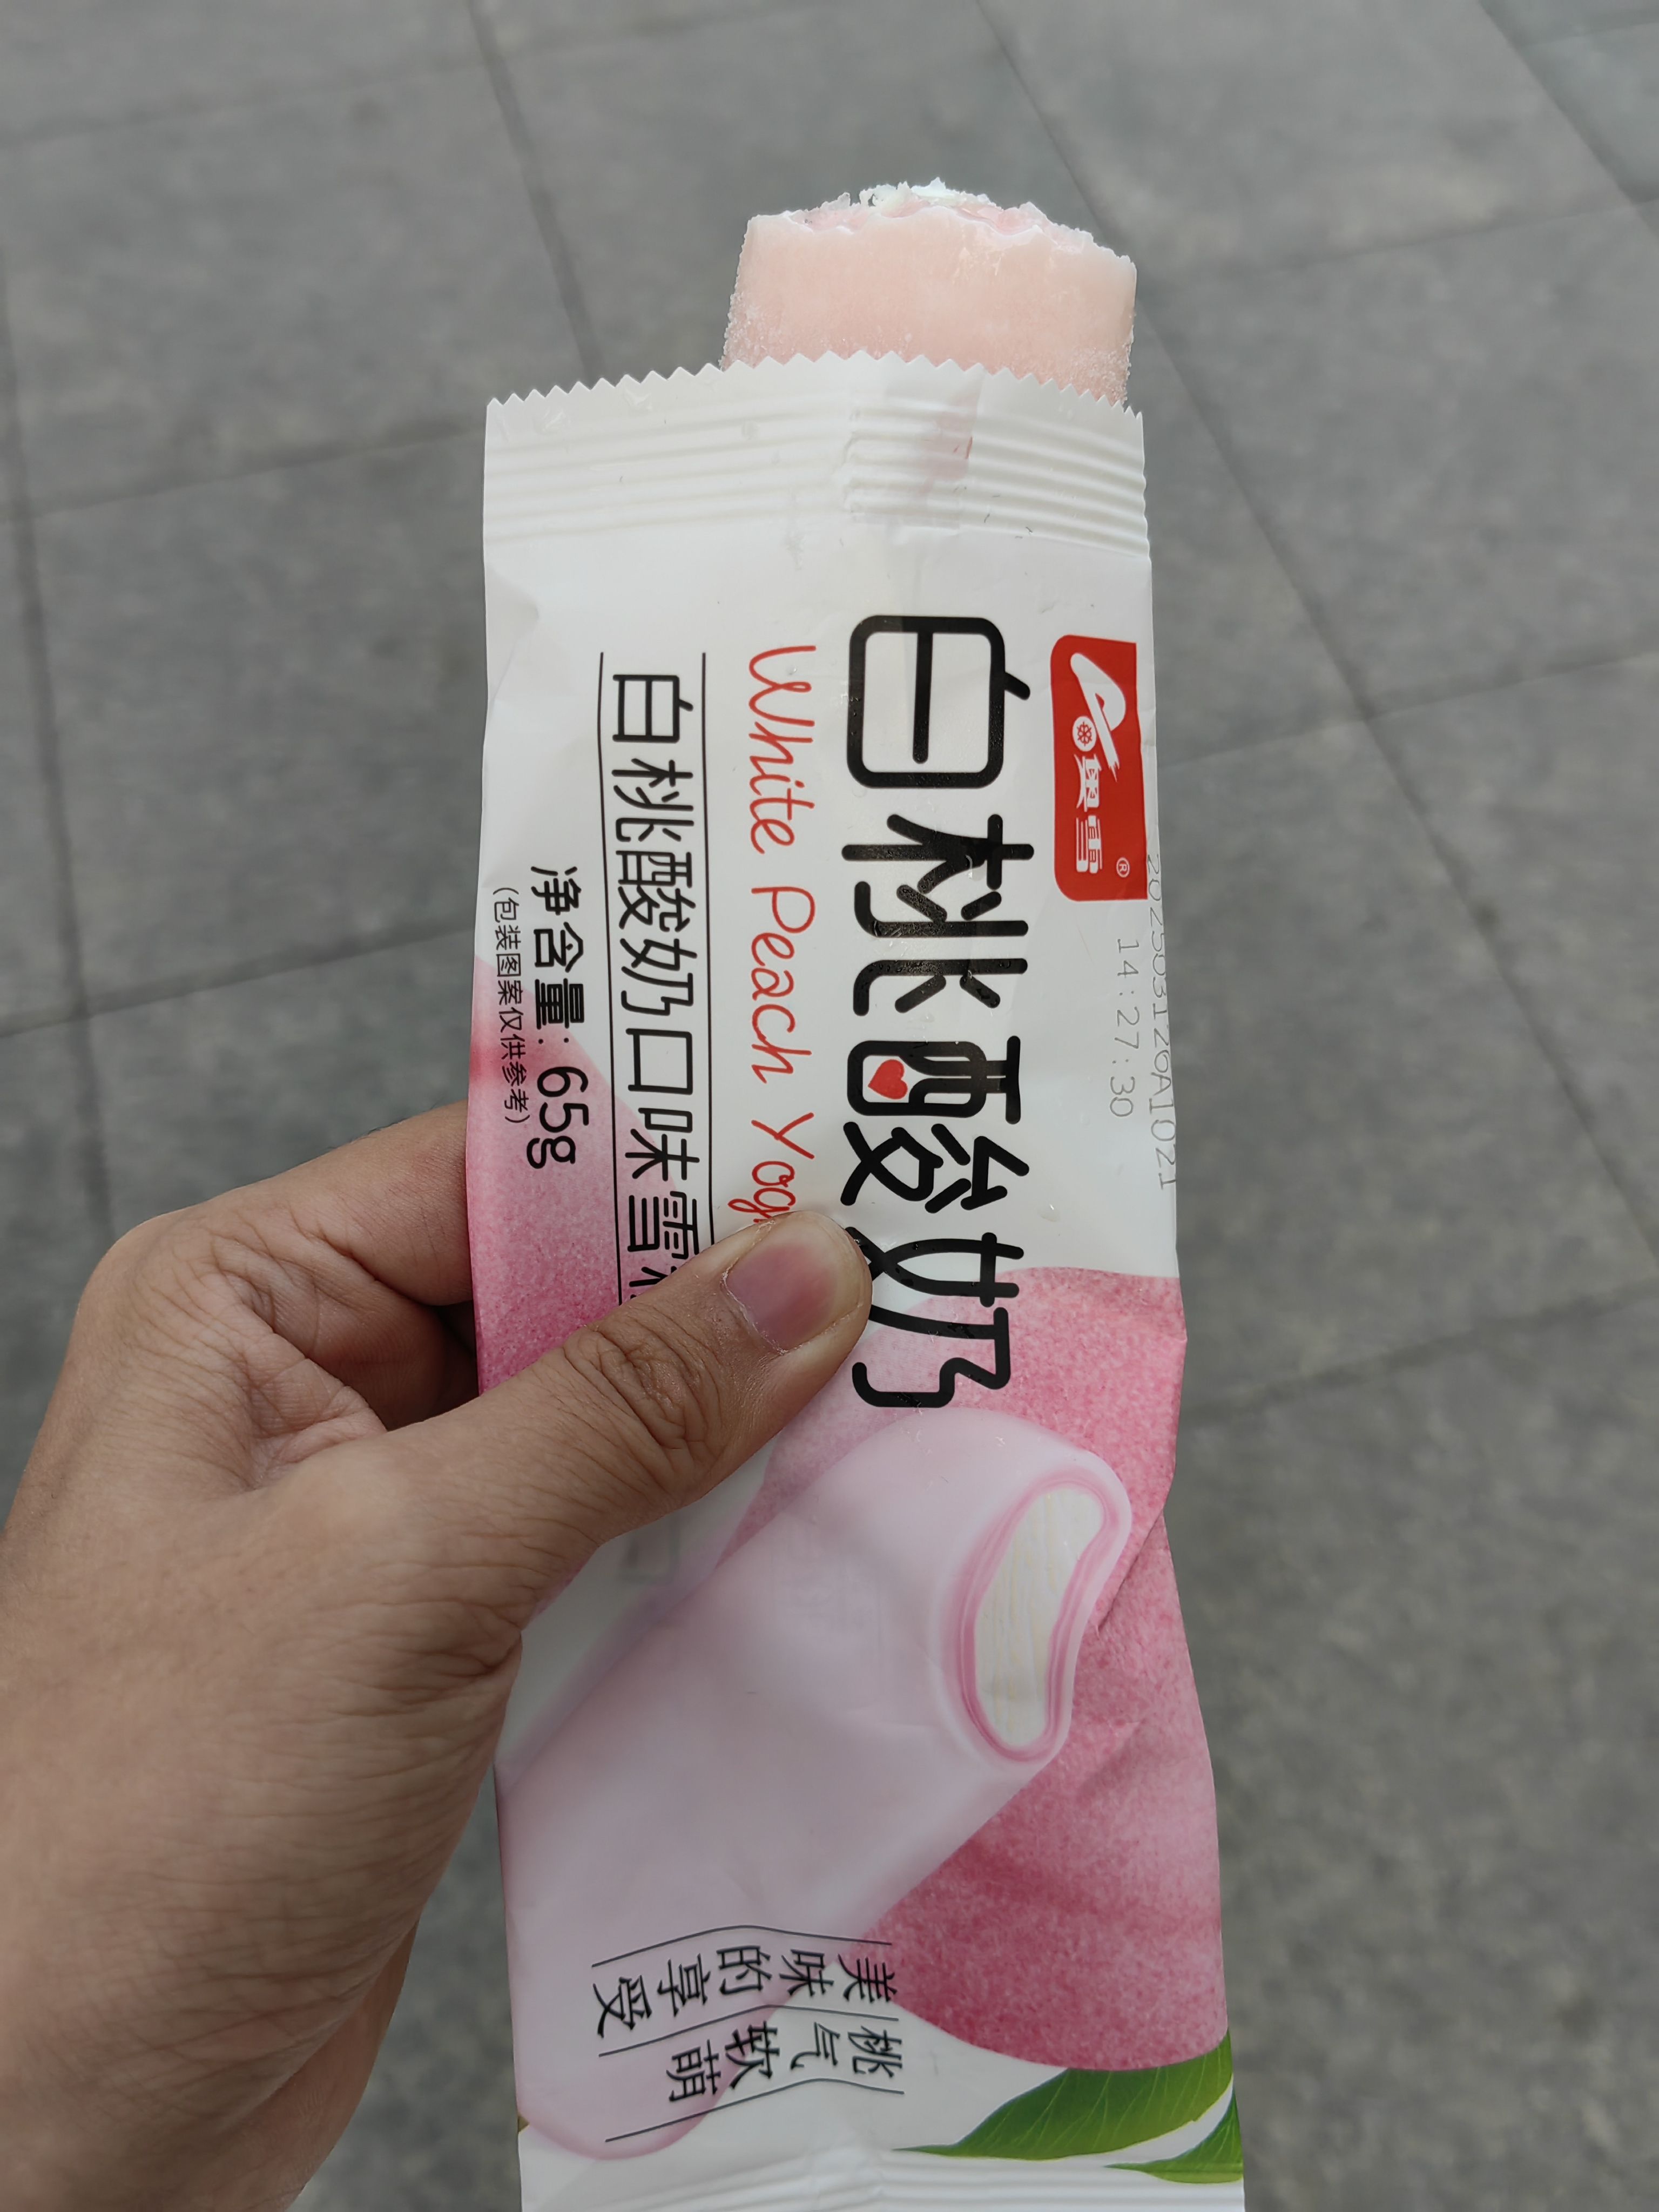 奥雪®
202503126A1021
14:27:30
白桃酸奶
White Peach Yog
白桃酸奶口味雪
净含量:65g
(包装图案仅供参考)
美味的享受
桃气软萌